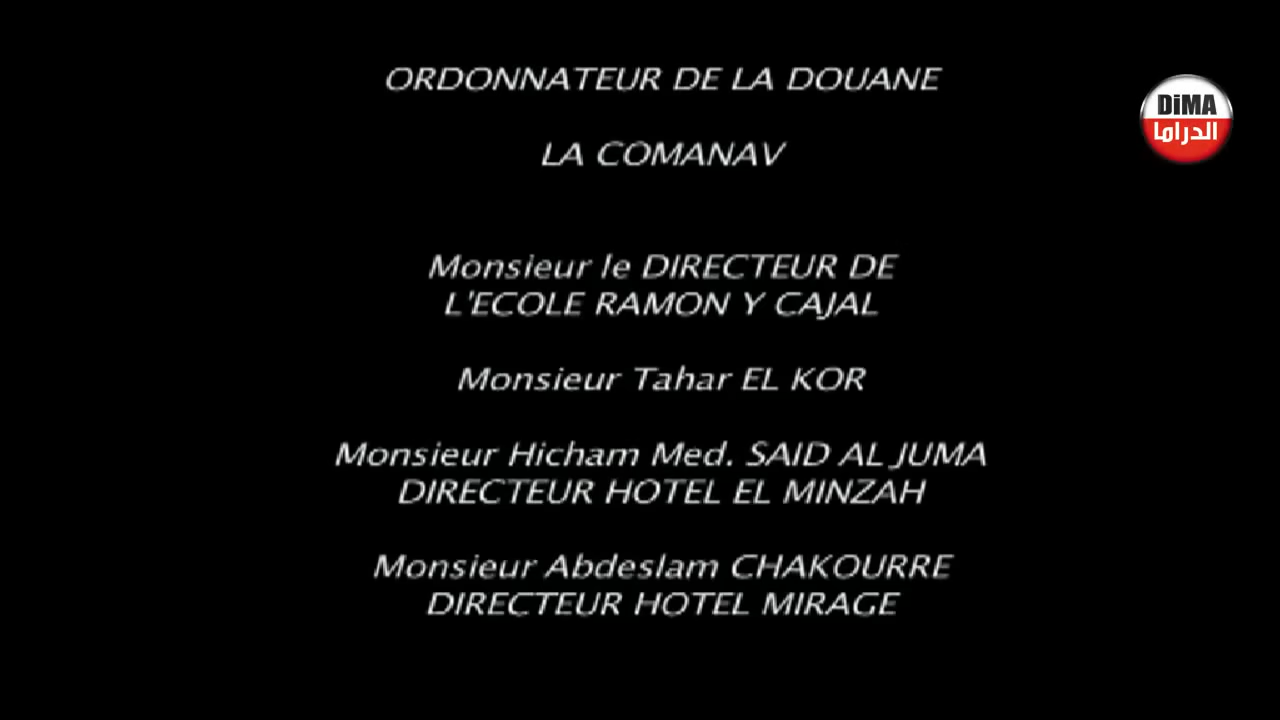 ORDONNATEUR DE LA DOUANE
LA COMANAV
Monsieur le DIRECTEUR DE
L'ECOLE RAMON Y CAJAL
Monsieur Tahar EL KOR
Monsieur Hicham Med. SAID AL JUMA
DIRECTEUR HOTEL EL MINZAH
Monsieur Abdeslam CHAKOURRE
DIRECTEUR HOTEL MIRAGE
DiMA
الدراما